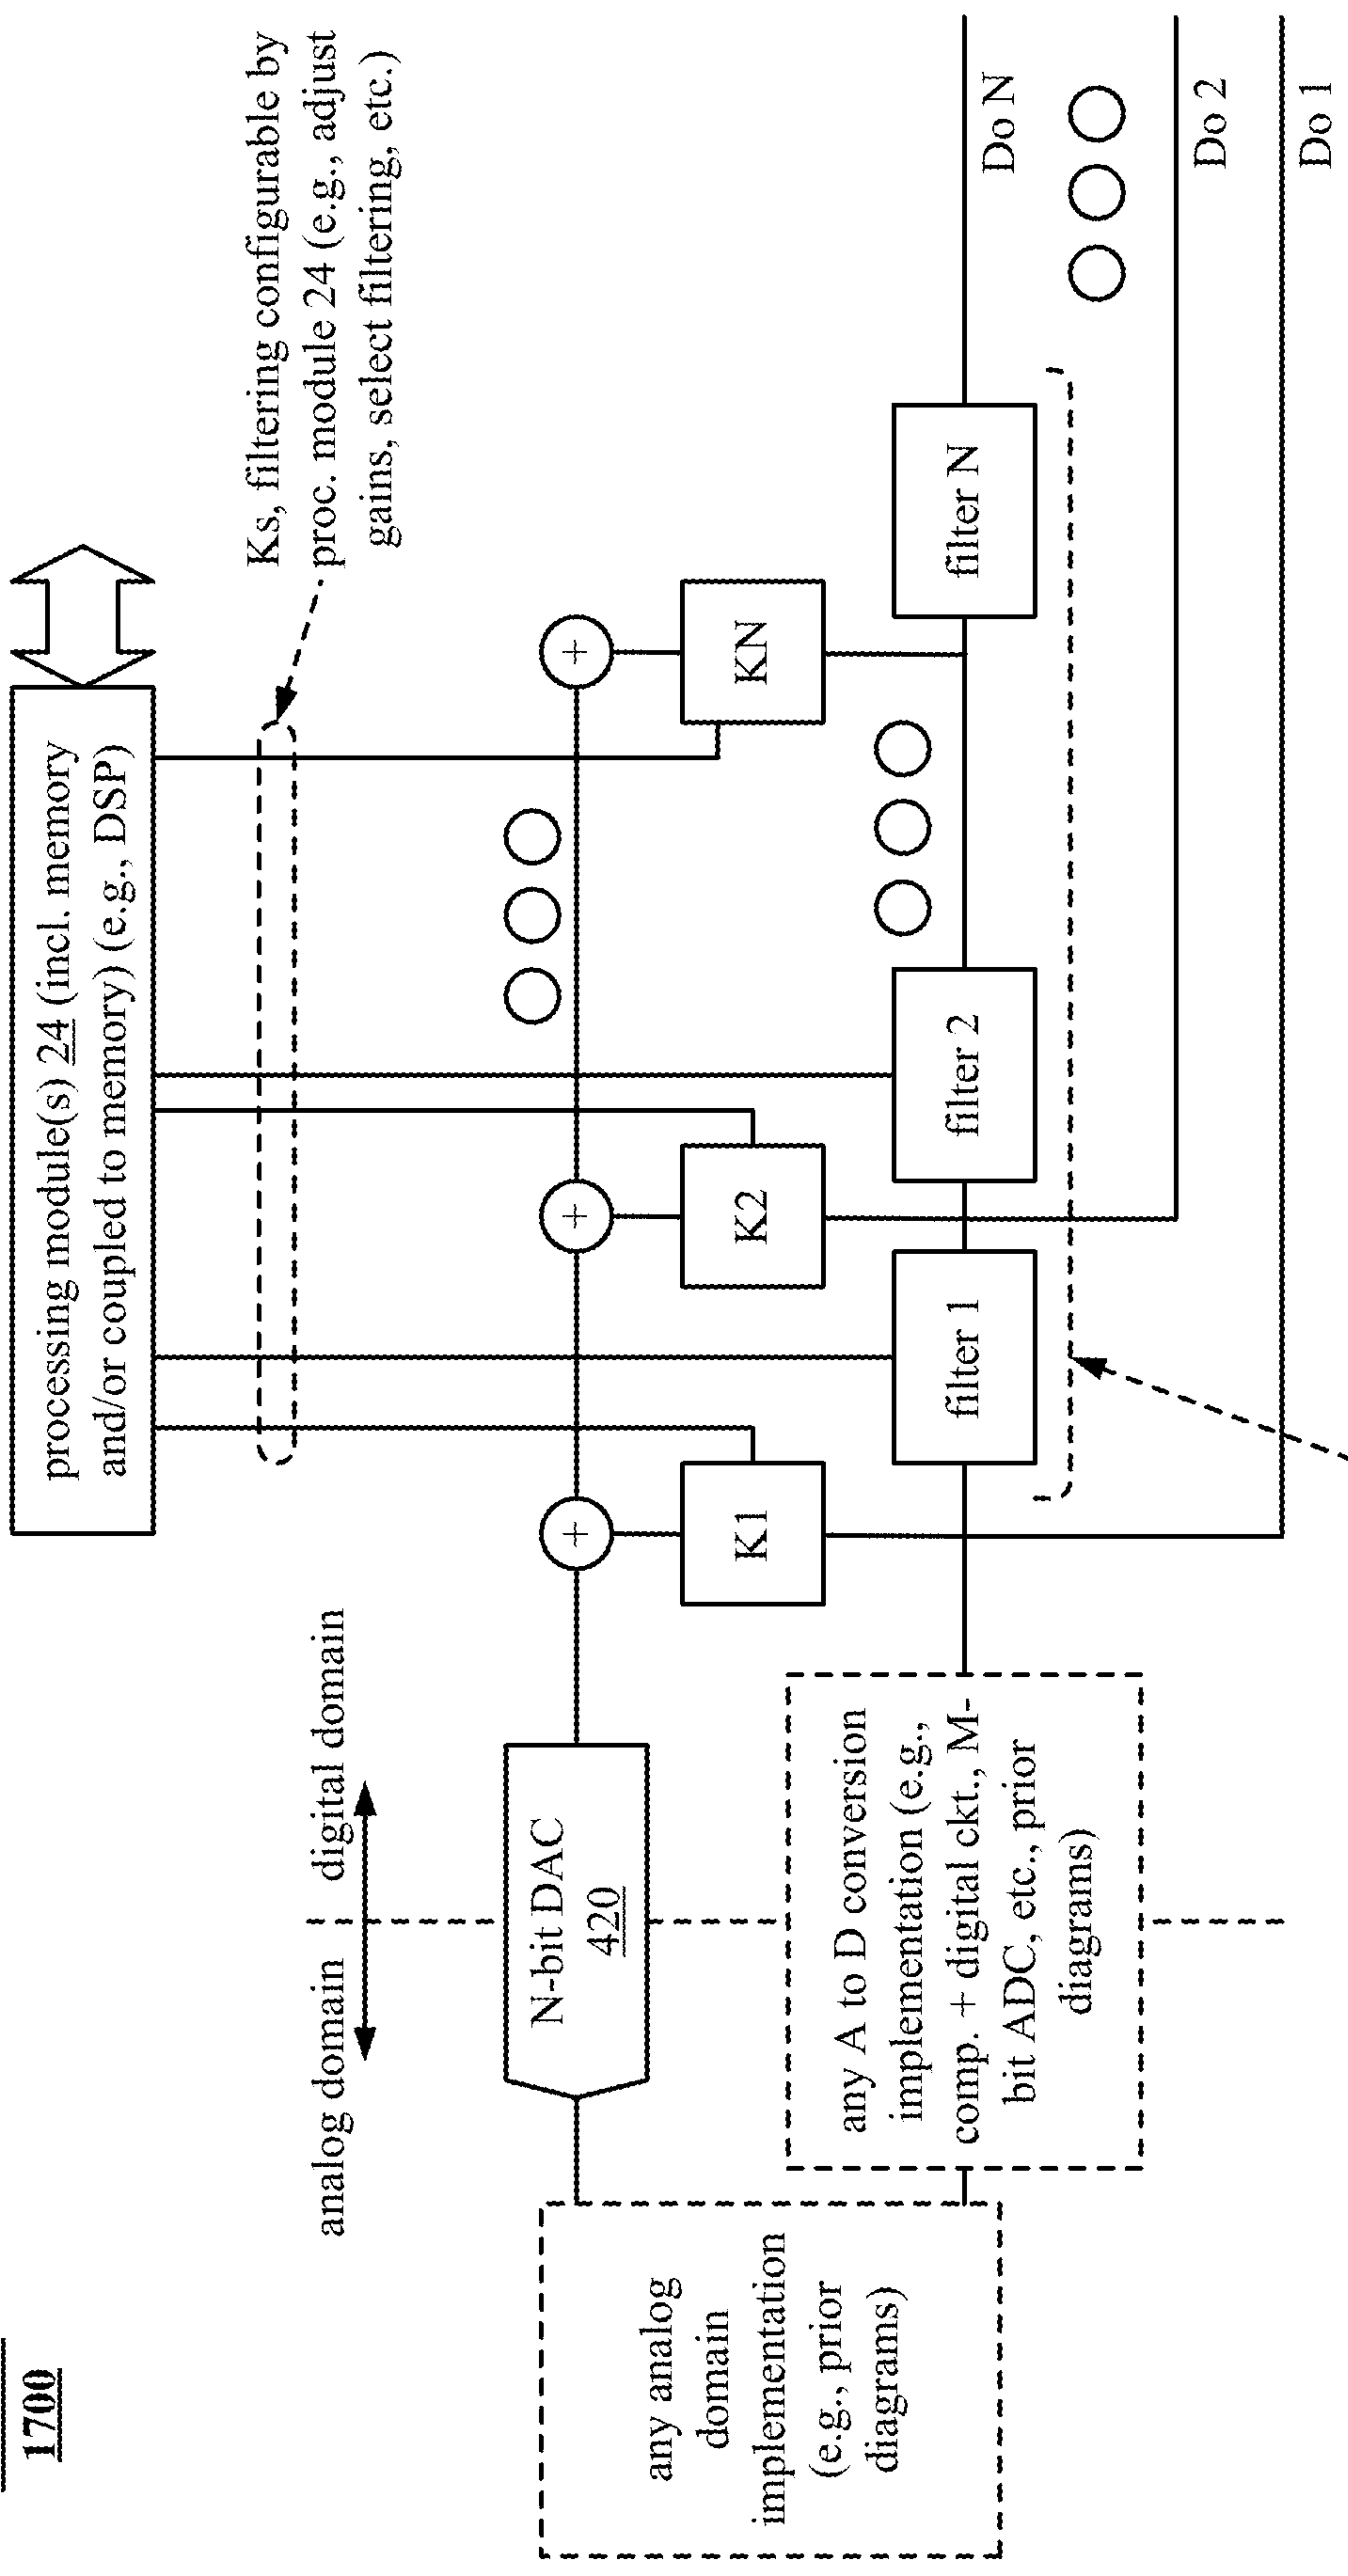 1700
processing module(s) 24 (incl. memory
and/or coupled to memory) (e.g., DSP)
Ks, filtering configurable by
proc. module 24 (e.g., adjust
gains, select filtering, etc.)
analog domain
digital domain
N-bit DAC
420
+
+
+
K1
K2
KN
any analog
domain
implementation
(e.g., prior
diagrams)
any A to D conversion
implementation (e.g.,
comp. + digital ckt., M-
bit ADC, etc., prior
diagrams)
filter 1
filter 2
filter N
Do N
Do 2
Do 1